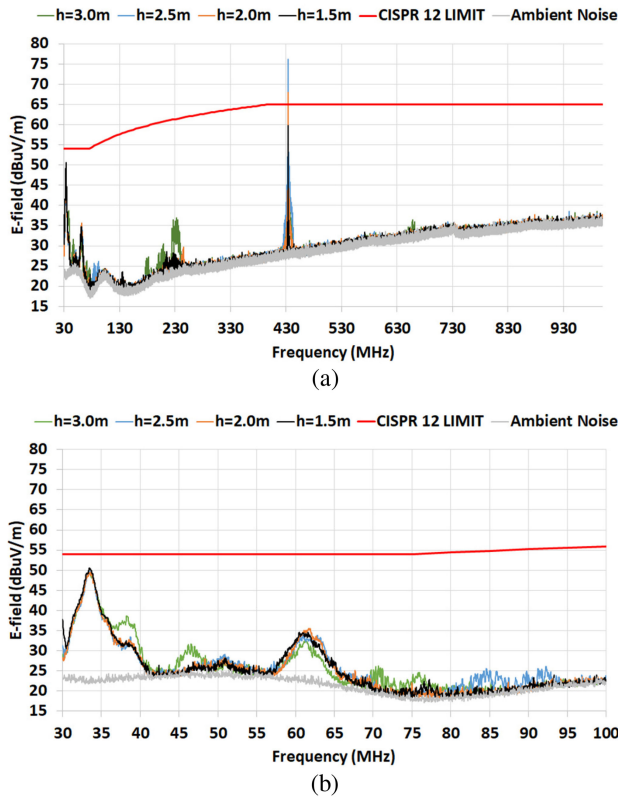 h=3.0m h=2.5m h=2.0m h=1.5m CISPR 12 LIMIT Ambient Noise
80
75
70
65
60
55
50
45
40
35
30
25
20
15
E-field (dBuV/m)
30 130 230 330 430 530 630 730 830 930
Frequency (MHz)
(a)
h=3.0m h=2.5m h=2.0m h=1.5m CISPR 12 LIMIT Ambient Noise
80
75
70
65
60
55
50
45
40
35
30
25
20
15
E-field (dBuV/m)
30 35 40 45 50 55 60 65 70 75 80 85 90 95 100
Frequency (MHz)
(b)